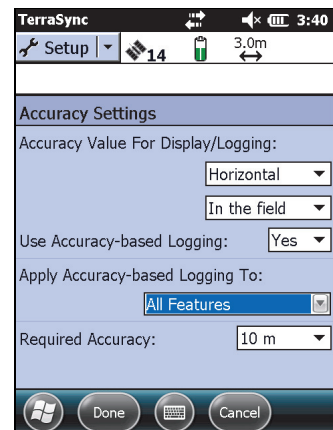 TerraSync 3:40
Setup 14 3.0m
Accuracy Settings
Accuracy Value For Display/Logging:
Horizontal
In the field
Use Accuracy-based Logging: Yes
Apply Accuracy-based Logging To:
All Features
Required Accuracy: 10 m
Done Cancel